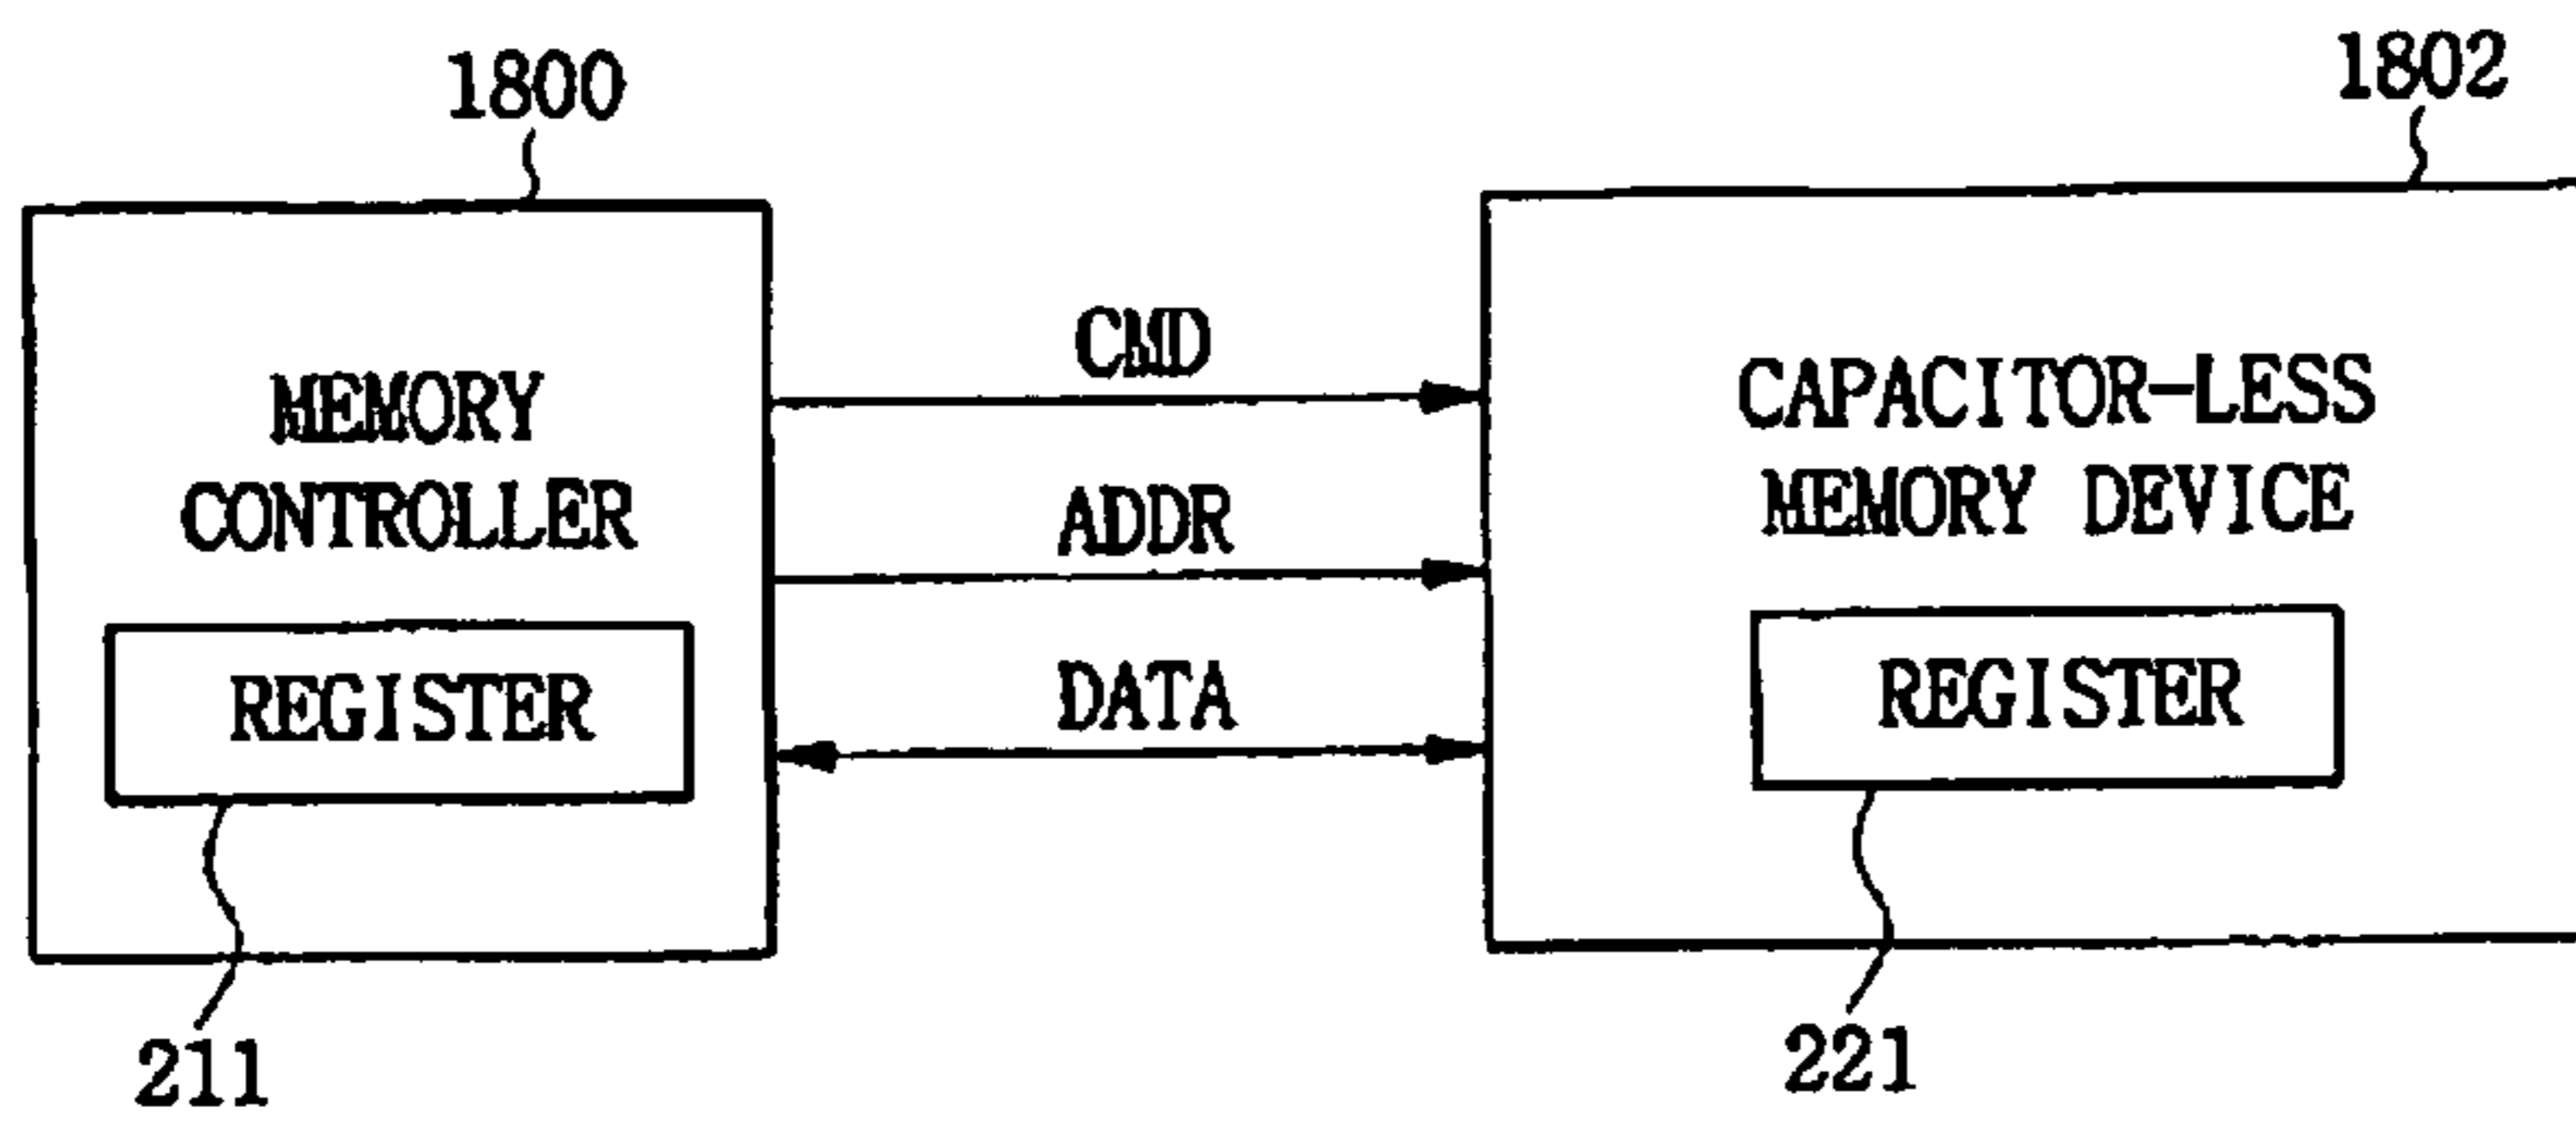 1800
1802
MEMORY
CONTROLLER
REGISTER
211
CMD
ADDR
DATA
CAPACITOR-LESS
MEMORY DEVICE
REGISTER
221